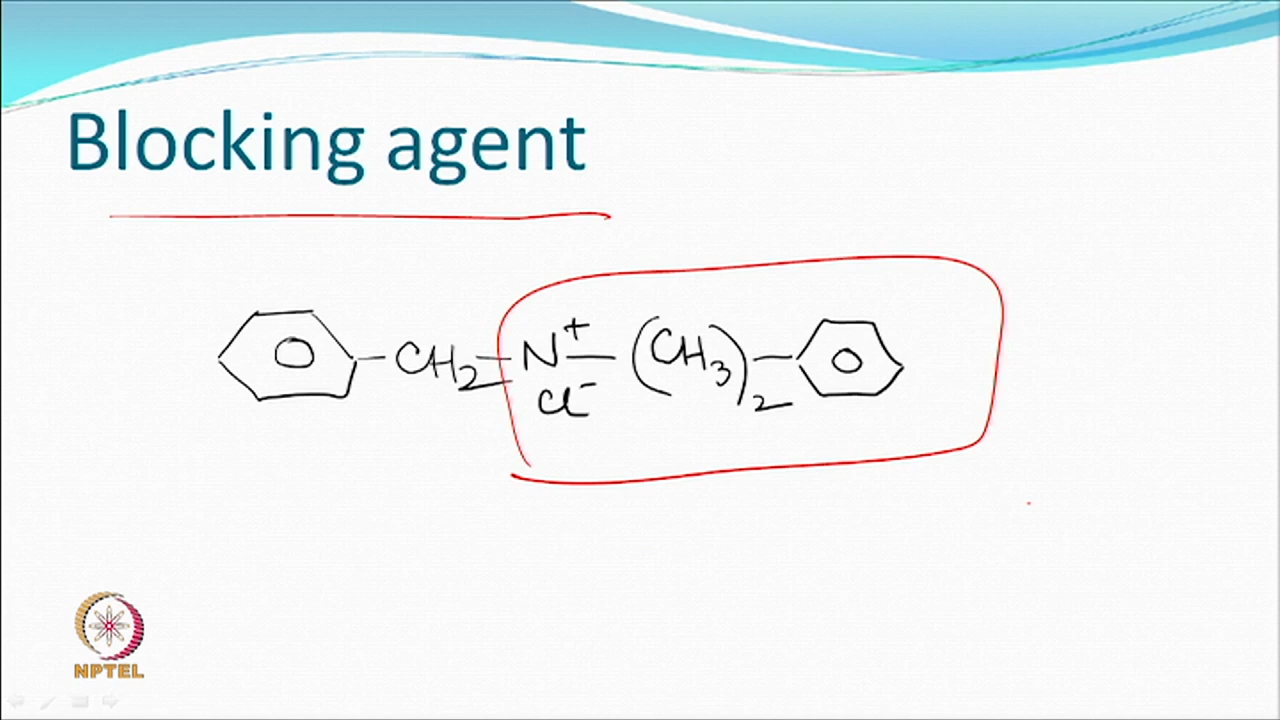 Blocking agent
CH2 – N+ – (CH3)2 –
Cl-
NPTEL